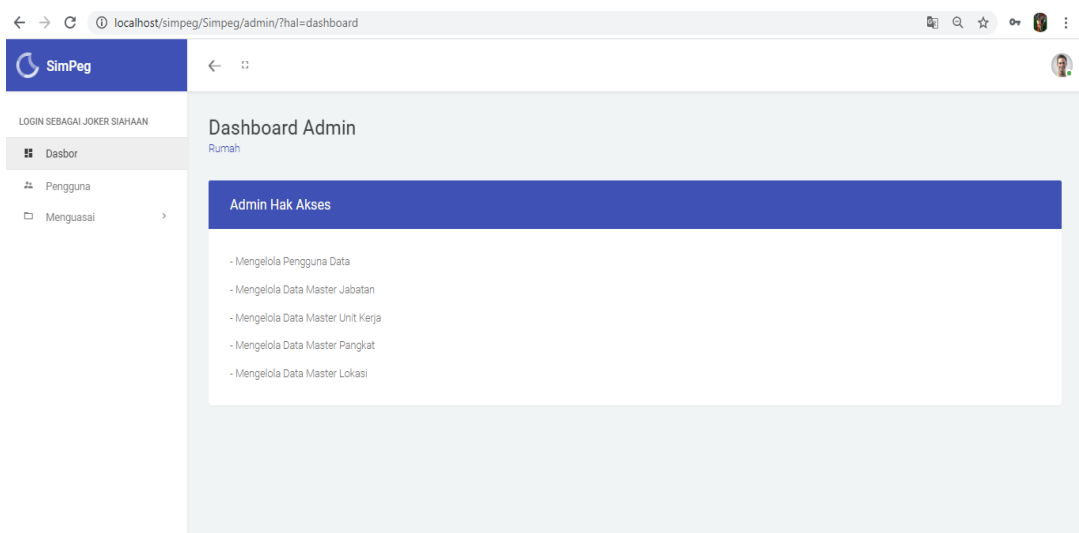 localhost/simpeg/Simpeg/admin/?hal=dashboard
SimPeg
LOGIN SEBAGAI JOKER SIAHAAN
Dasbor
Pengguna
Menguasai
Dashboard Admin
Rumah
Admin Hak Akses
- Mengelola Pengguna Data
- Mengelola Data Master Jabatan
- Mengelola Data Master Unit Kerja
- Mengelola Data Master Pangkat
- Mengelola Data Master Lokasi